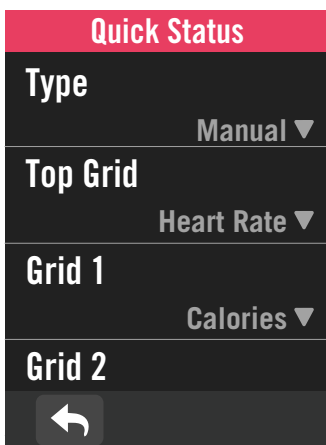 Quick Status
Type
Manual ▼
Top Grid
Heart Rate ▼
Grid 1
Calories ▼
Grid 2